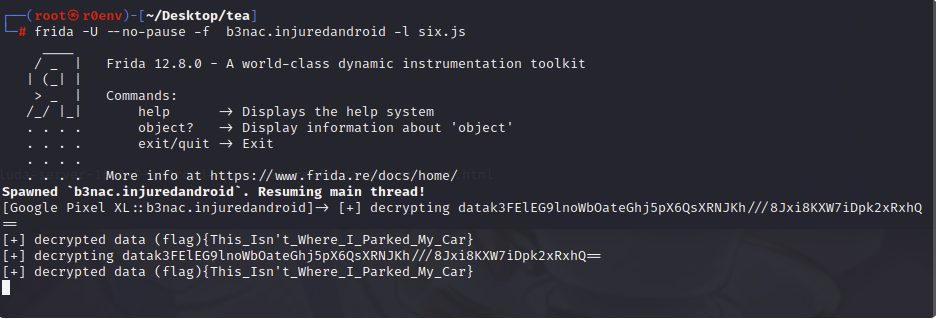 ┌──(root㉿r0env)-[~/Desktop/tea]
└─# frida -U --no-pause -f  b3nac.injuredandroid -l six.js
     ____
    / _  |   Frida 12.8.0 - A world-class dynamic instrumentation toolkit
   | (_| |
    > _  |   Commands:
   /_/ |_|       help      -> Displays the help system
   . . . .       object?   -> Display information about 'object'
   . . . .       exit/quit -> Exit
   . . . .
   . . . .   More info at https://www.frida.re/docs/home/
Spawned `b3nac.injuredandroid`. Resuming main thread!
[Google Pixel XL::b3nac.injuredandroid]-> [+] decrypting datak3FElEG9lnoWbOateGhj5pX6QsXRNJKh///8Jxi8KXW7iDpk2xRxhQ
==
[+] decrypted data (flag){This_Isn't_Where_I_Parked_My_Car}
[+] decrypting datak3FElEG9lnoWbOateGhj5pX6QsXRNJKh///8Jxi8KXW7iDpk2xRxhQ==
[+] decrypted data (flag){This_Isn't_Where_I_Parked_My_Car}